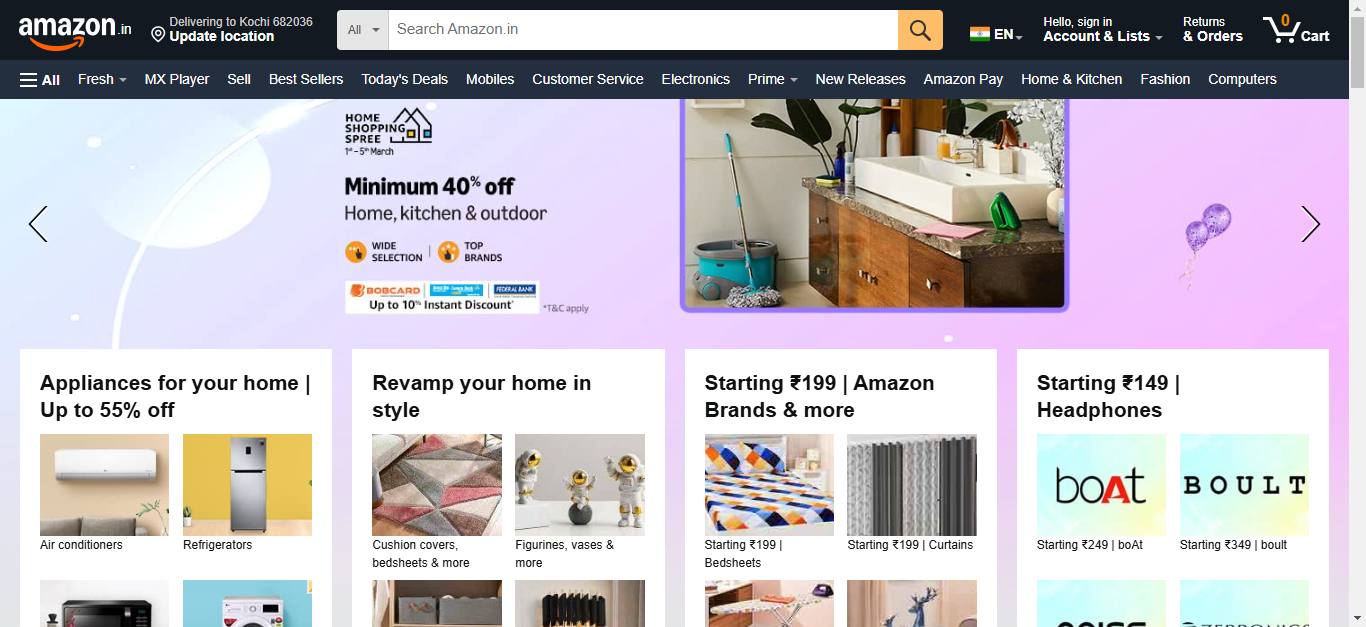 amazon.in
Delivering to Kochi 682036
Update location
All
Search Amazon.in
EN
Hello, sign in
Account & Lists
Returns
& Orders
0
Cart
All
Fresh
MX Player
Sell
Best Sellers
Today's Deals
Mobiles
Customer Service
Electronics
Prime
New Releases
Amazon Pay
Home & Kitchen
Fashion
Computers
HOME
SHOPPING
SPREE
1st – 5th March
Minimum 40% off
Home, kitchen & outdoor
WIDE
SELECTION
TOP
BRANDS
BOBCARD
FEDERAL BANK
Up to 10% Instant Discount*
*T&C apply
Appliances for your home |
Up to 55% off
Air conditioners
Refrigerators
Revamp your home in
style
Cushion covers,
bedsheets & more
Figurines, vases &
more
Starting ₹199 | Amazon
Brands & more
Starting ₹199 |
Bedsheets
Starting ₹199 | Curtains
Starting ₹149 |
Headphones
boAt
BOULT
Starting ₹249 | boAt
Starting ₹349 | boult